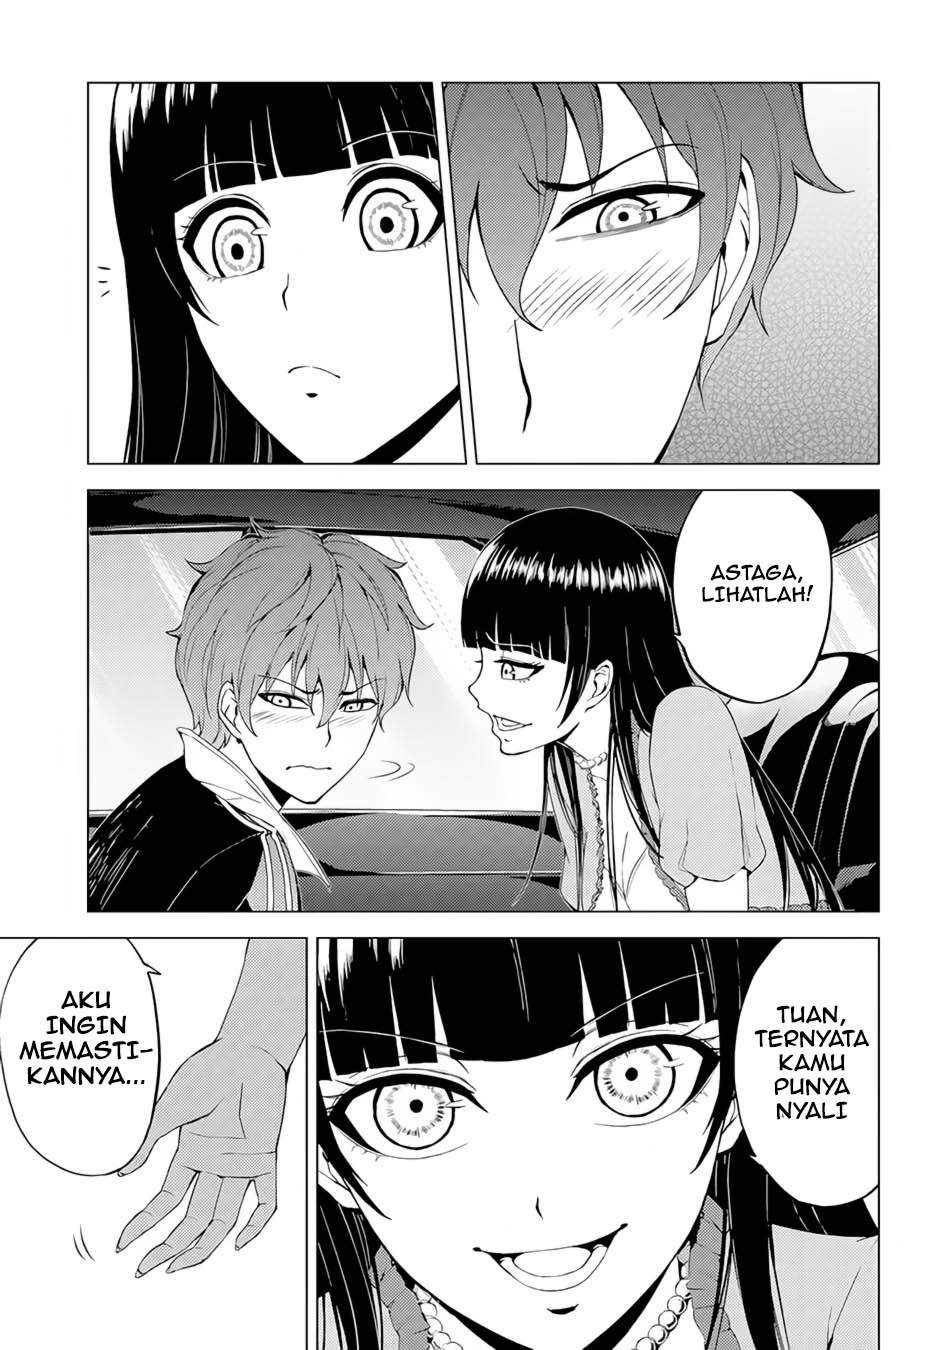 ASTAGA,
LIHATLAH!
TUAN,
TERNYATA
KAMU
PUNYA
NYALI
AKU
INGIN
MEMASTI-
KANNYA...